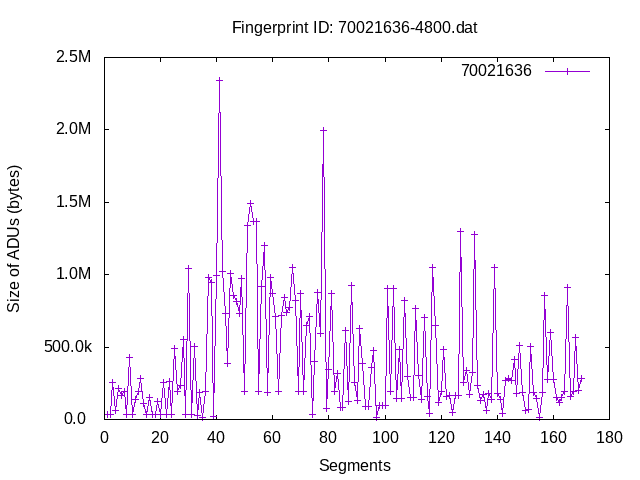 Fingerprint ID: 70021636-4800.dat
70021636
2.5M
2.0M
1.5M
1.0M
500.0k
0.0
Size of ADUs (bytes)
0 20 40 60 80 100 120 140 160 180
Segments